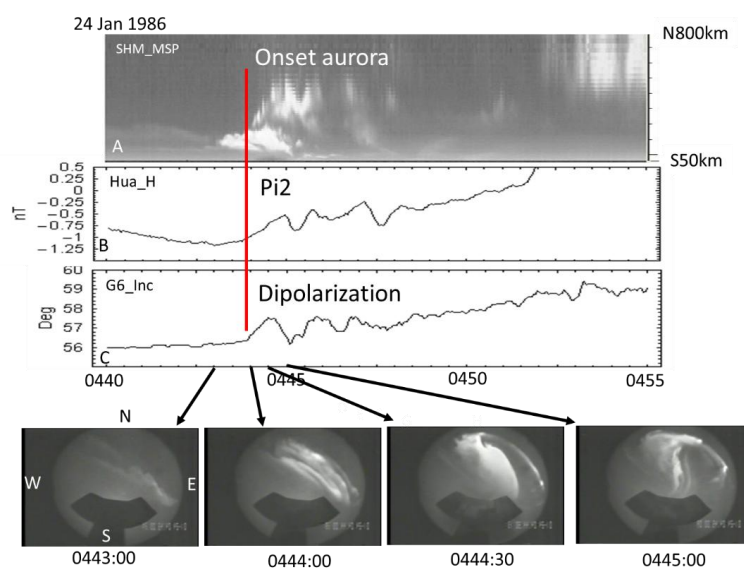 24 Jan 1986
SHM_MSP
N800km
Onset aurora
A
S50km
0.5
0.25
0
−0.25
−0.5
−0.75
−1
−1.25
nT
Hua_H
Pi2
B
60
59
58
57
56
Deg
G6_Inc
Dipolarization
C
0440
0445
0450
0455
N
W
E
S
0443:00
0444:00
0444:30
0445:00